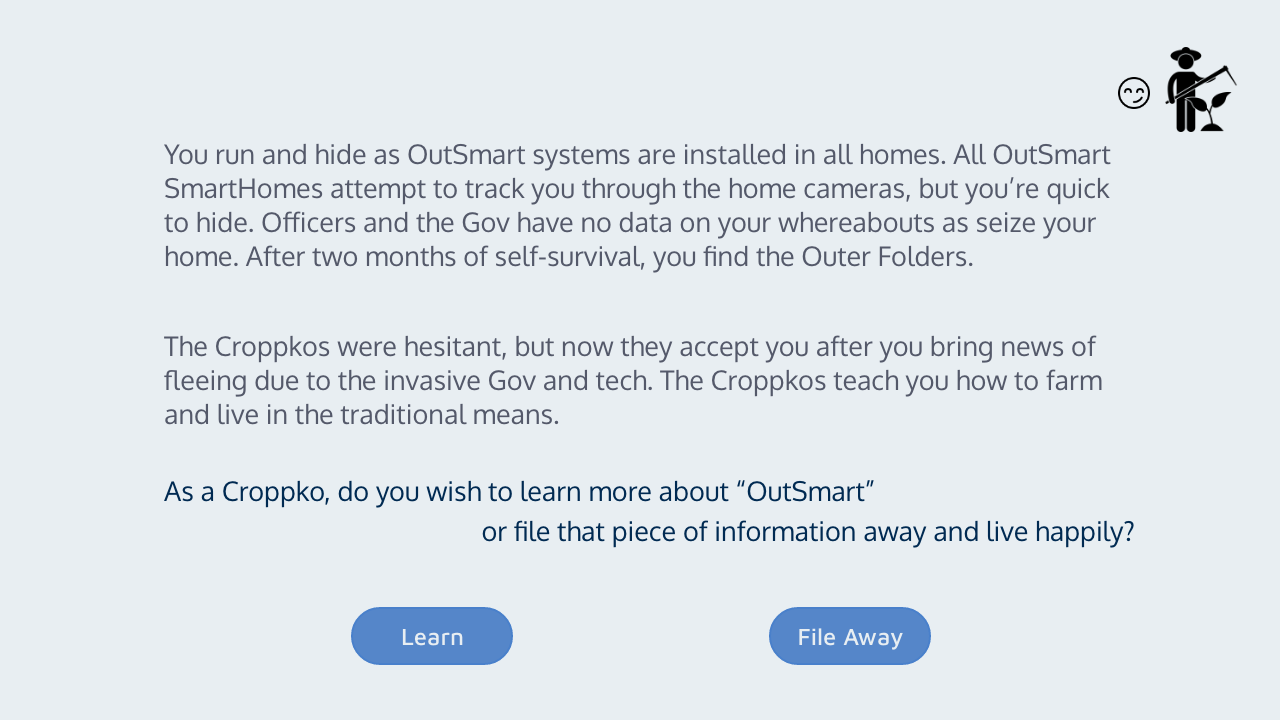 You run and hide as OutSmart systems are installed in all homes. All OutSmart
SmartHomes attempt to track you through the home cameras, but you’re quick
to hide. Officers and the Gov have no data on your whereabouts as seize your
home. After two months of self-survival, you find the Outer Folders.
The Croppkos were hesitant, but now they accept you after you bring news of
fleeing due to the invasive Gov and tech. The Croppkos teach you how to farm
and live in the traditional means.
As a Croppko, do you wish to learn more about “OutSmart”
or file that piece of information away and live happily?
Learn
File Away